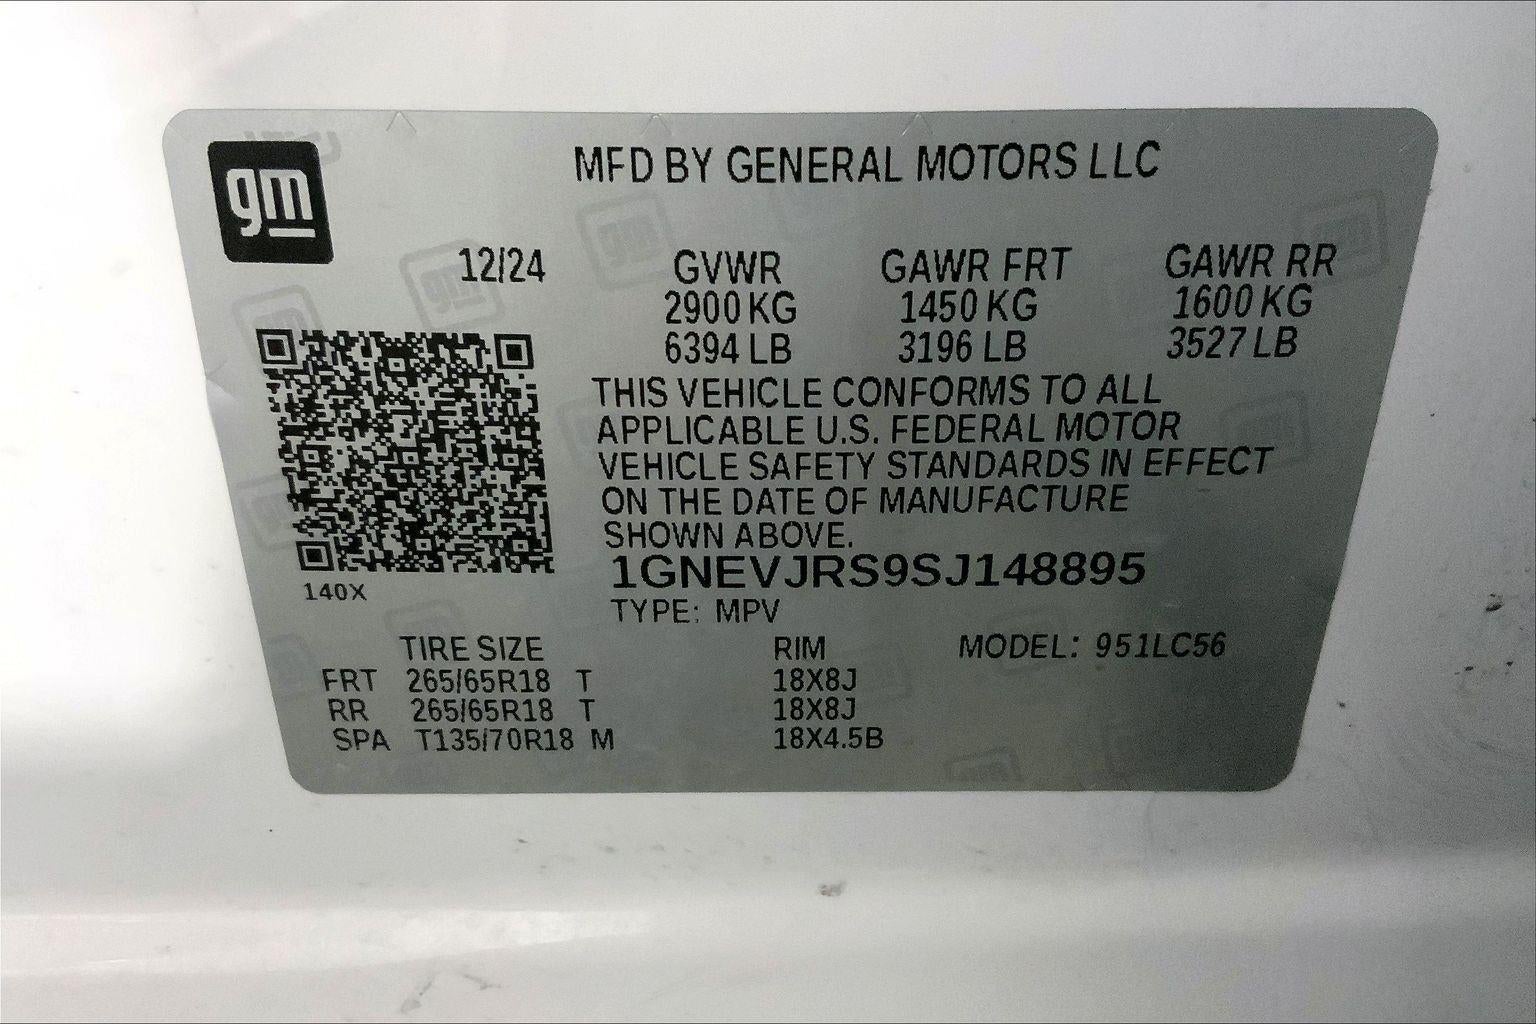 gm
MFD BY GENERAL MOTORS LLC
12/24 GVWR GAWR FRT GAWR RR
2900 KG 1450 KG 1600 KG
6394 LB 3196 LB 3527 LB
THIS VEHICLE CONFORMS TO ALL
APPLICABLE U.S. FEDERAL MOTOR
VEHICLE SAFETY STANDARDS IN EFFECT
ON THE DATE OF MANUFACTURE
SHOWN ABOVE.
1GNEVJRS9SJ148895
140X
TYPE: MPV
TIRE SIZE RIM MODEL: 951LC56
FRT 265/65R18 T 18X8J
RR 265/65R18 T 18X8J
SPA T135/70R18 M 18X4.5B